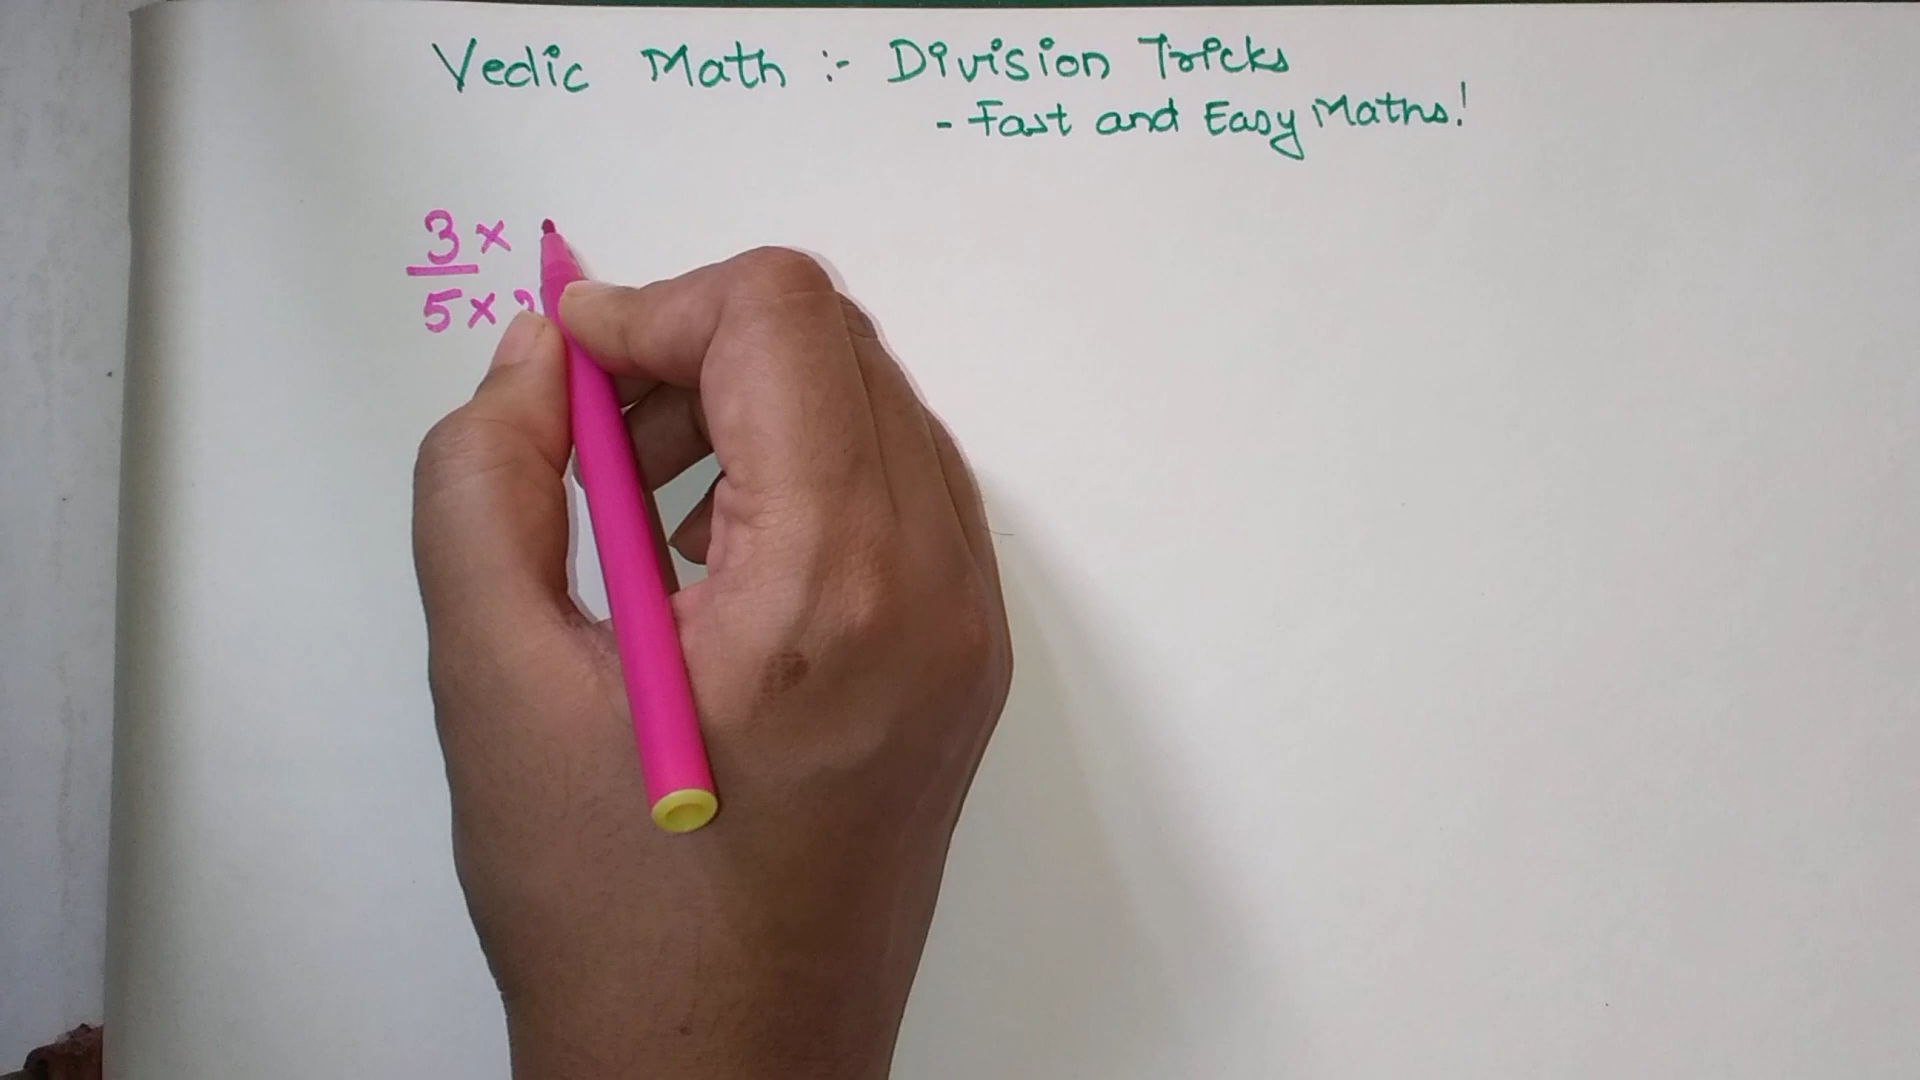 Vedic Math :- Division Tricks
- Fast and Easy Maths!
3 x
5 x